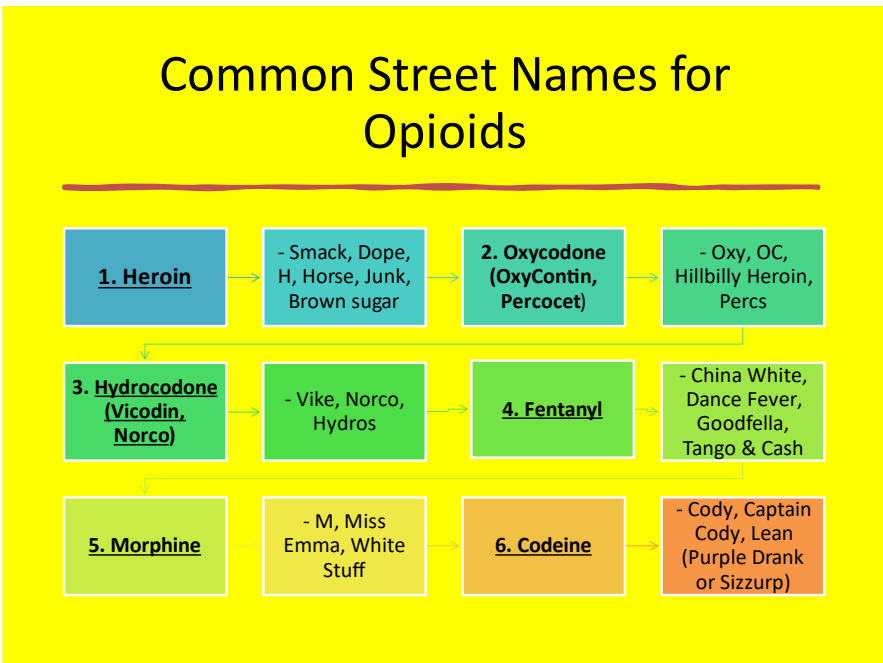 Common Street Names for
Opioids
1. Heroin
- Smack, Dope,
H, Horse, Junk,
Brown sugar
2. Oxycodone
(OxyContin,
Percocet)
- Oxy, OC,
Hillbilly Heroin,
Percs
3. Hydrocodone
(Vicodin,
Norco)
- Vike, Norco,
Hydros
4. Fentanyl
- China White,
Dance Fever,
Goodfella,
Tango & Cash
5. Morphine
- M, Miss
Emma, White
Stuff
6. Codeine
- Cody, Captain
Cody, Lean
(Purple Drank
or Sizzurp)